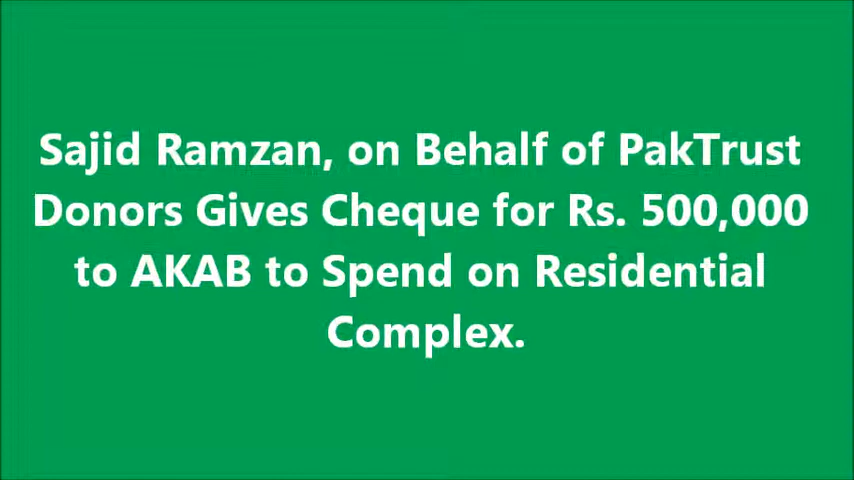 Sajid Ramzan, on Behalf of PakTrust
Donors Gives Cheque for Rs. 500,000
to AKAB to Spend on Residential
Complex.